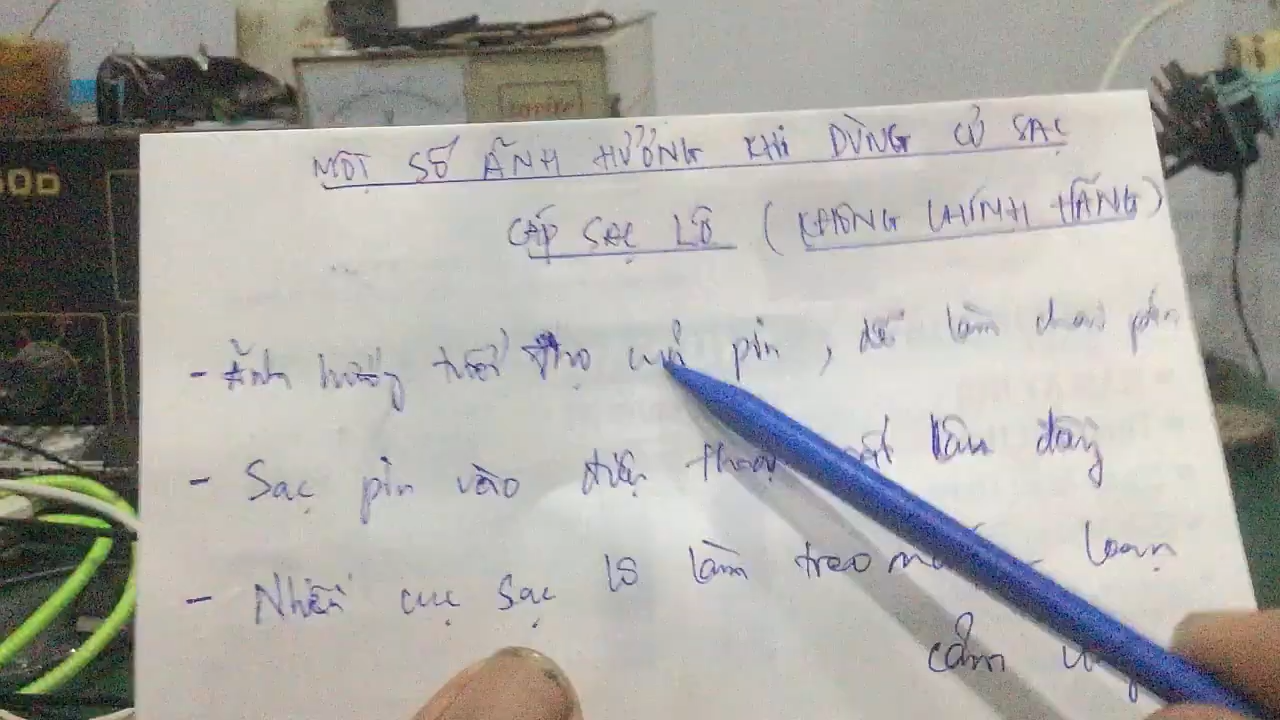 MỘT SỐ ẢNH HƯỞNG KHI DÙNG CỦ SẠC
CÁP SẠC LÔ (KHÔNG CHÍNH HÃNG)
- Ảnh hưởng tuổi thọ của pin, dễ làm chai pin
- Sạc pin vào điện thoại rất lâu đầy
- Nhiều cục sạc lô làm treo máy - loạn
cảm